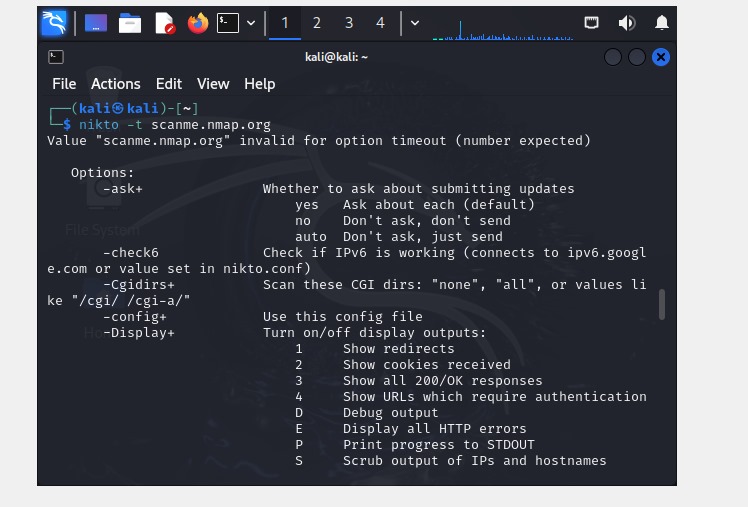 1 2 3 4
kali@kali: ~
File Actions Edit View Help
(kali㉿kali)-[~]
$ nikto -t scanme.nmap.org
Value "scanme.nmap.org" invalid for option timeout (number expected)
Options:
-ask+ Whether to ask about submitting updates
yes Ask about each (default)
no Don't ask, don't send
auto Don't ask, just send
File System
-check6 Check if IPv6 is working (connects to ipv6.googl
e.com or value set in nikto.conf)
-Cgidirs+ Scan these CGI dirs: "none", "all", or values li
ke "/cgi/ /cgi-a/"
-config+ Use this config file
-Display+ Turn on/off display outputs:
1 Show redirects
2 Show cookies received
3 Show all 200/OK responses
4 Show URLs which require authentication
D Debug output
E Display all HTTP errors
P Print progress to STDOUT
S Scrub output of IPs and hostnames